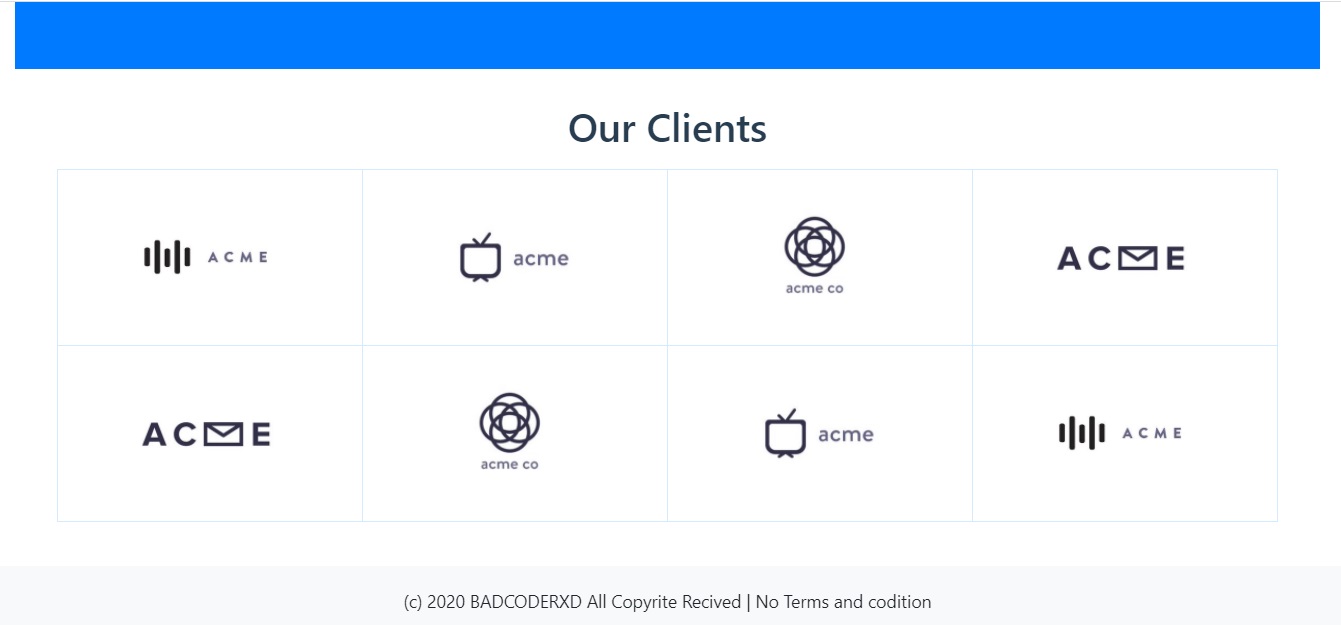 Our Clients
ACME
acme
acme co
ACME
ACME
acme co
acme
ACME
(c) 2020 BADCODERXD All Copyrite Recived | No Terms and codition